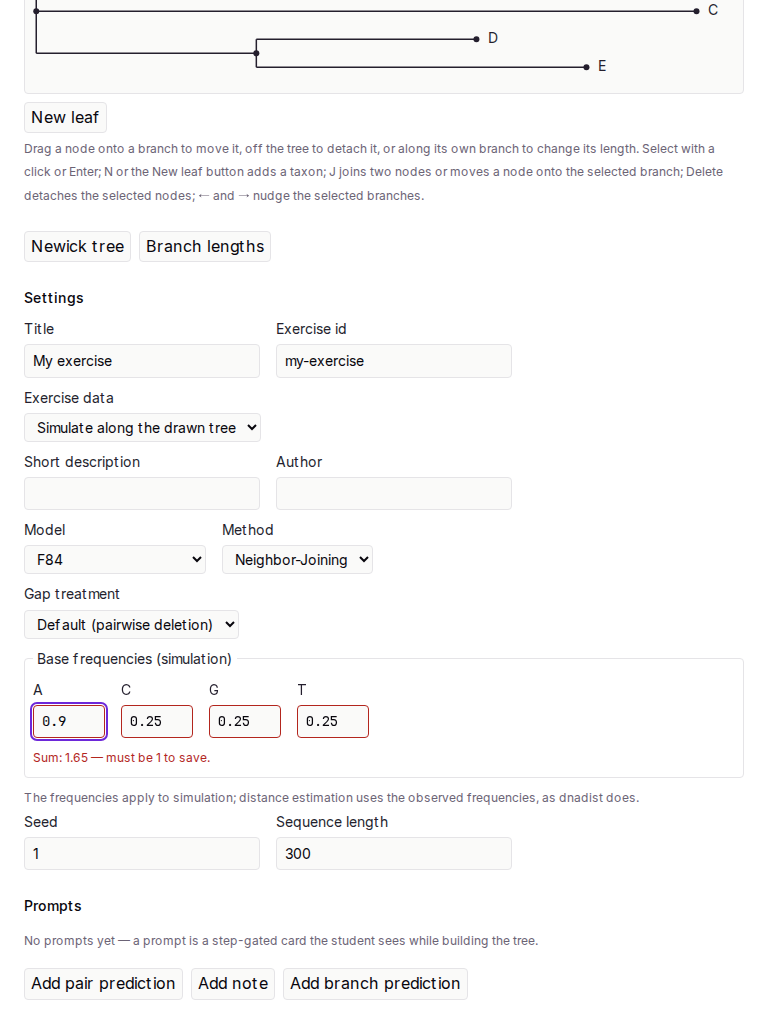 C
D
E
New leaf
Drag a node onto a branch to move it, off the tree to detach it, or along its own branch to change its length. Select with a
click or Enter; N or the New leaf button adds a taxon; J joins two nodes or moves a node onto the selected branch; Delete
detaches the selected nodes; ← and → nudge the selected branches.
Newick tree Branch lengths
Settings
Title Exercise id
My exercise my-exercise
Exercise data
Simulate along the drawn tree
Short description Author
Model Method
F84 Neighbor-Joining
Gap treatment
Default (pairwise deletion)
Base frequencies (simulation)
A C G T
0.9 0.25 0.25 0.25
Sum: 1.65 — must be 1 to save.
The frequencies apply to simulation; distance estimation uses the observed frequencies, as dnadist does.
Seed Sequence length
1 300
Prompts
No prompts yet — a prompt is a step-gated card the student sees while building the tree.
Add pair prediction Add note Add branch prediction